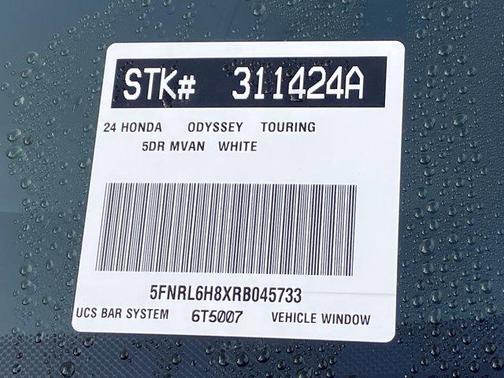 STK# 311424A
24 HONDA ODYSSEY TOURING
5DR MVAN WHITE
5FNRL6H8XRB045733
UCS BAR SYSTEM 6T5007 VEHICLE WINDOW